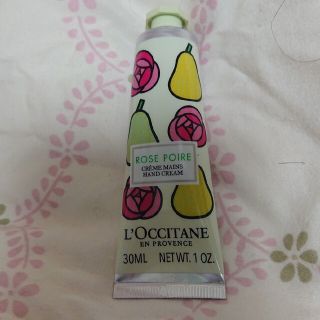 ROSE POIRE
CRÈME MAINS
HAND CREAM
L'OCCITANE
EN PROVENCE
30ML NET WT. 1 OZ.